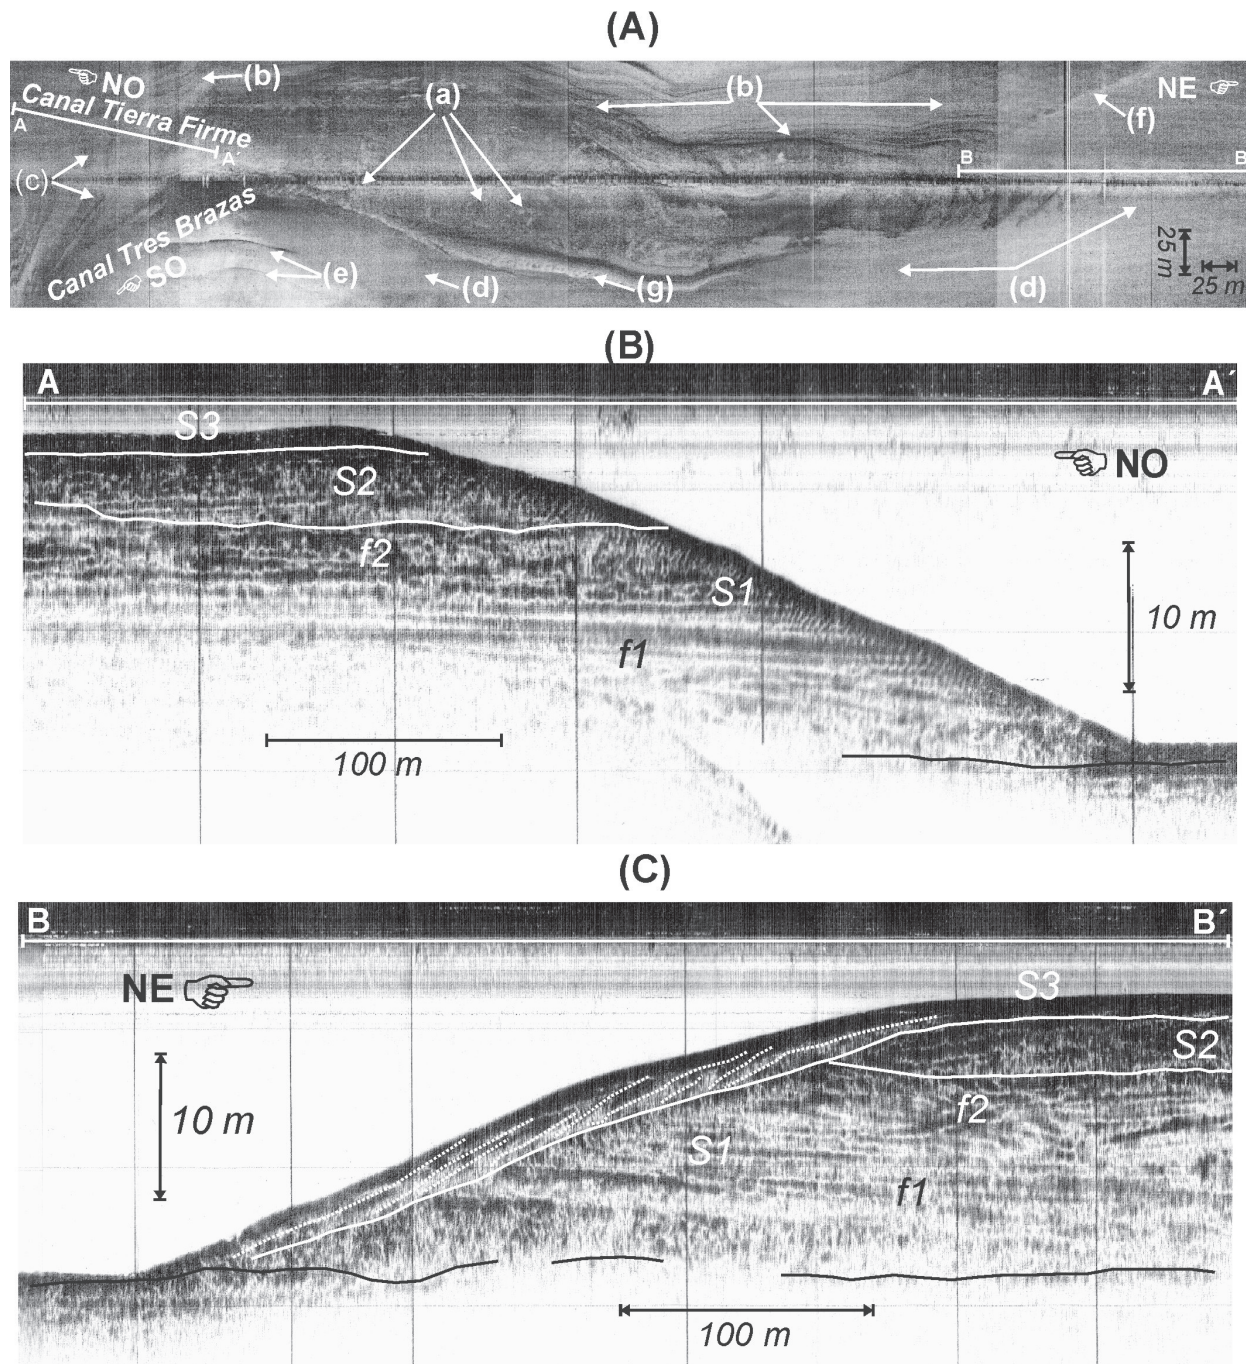 (A)
NO
(b)
(a)
(b)
NE
(f)
Canal Tierra Firme
A
A´
B
B
(c)
Canal Tres Brazas
SO
(e)
(d)
(g)
(d)
25 m
25 m
(B)
A
A´
S3
S2
NO
f2
S1
10 m
f1
100 m
(C)
B
B´
NE
S3
S2
10 m
f2
S1
f1
100 m